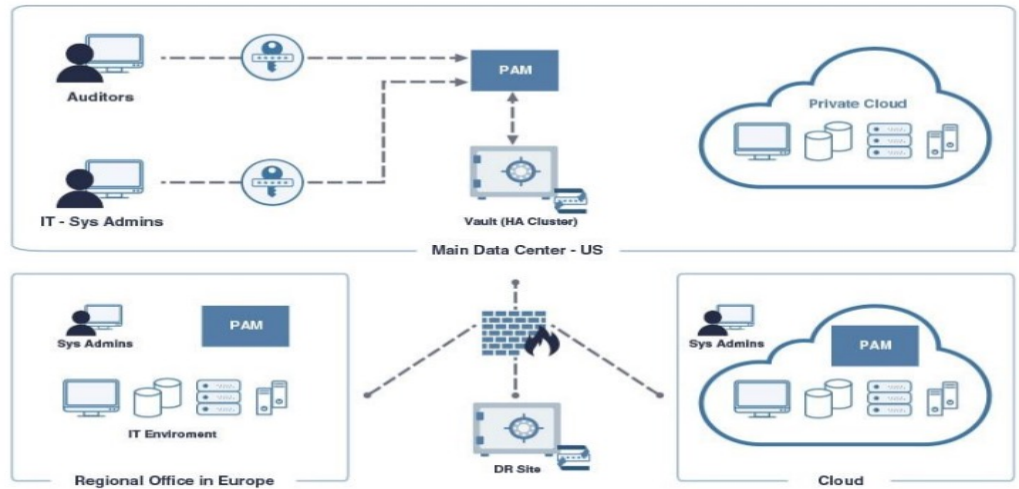 Auditors
PAM
Private Cloud
IT - Sys Admins
Vault (HA Cluster)
Main Data Center - US
Sys Admins
PAM
IT Enviroment
Regional Office in Europe
DR Site
Sys Admins
PAM
Cloud